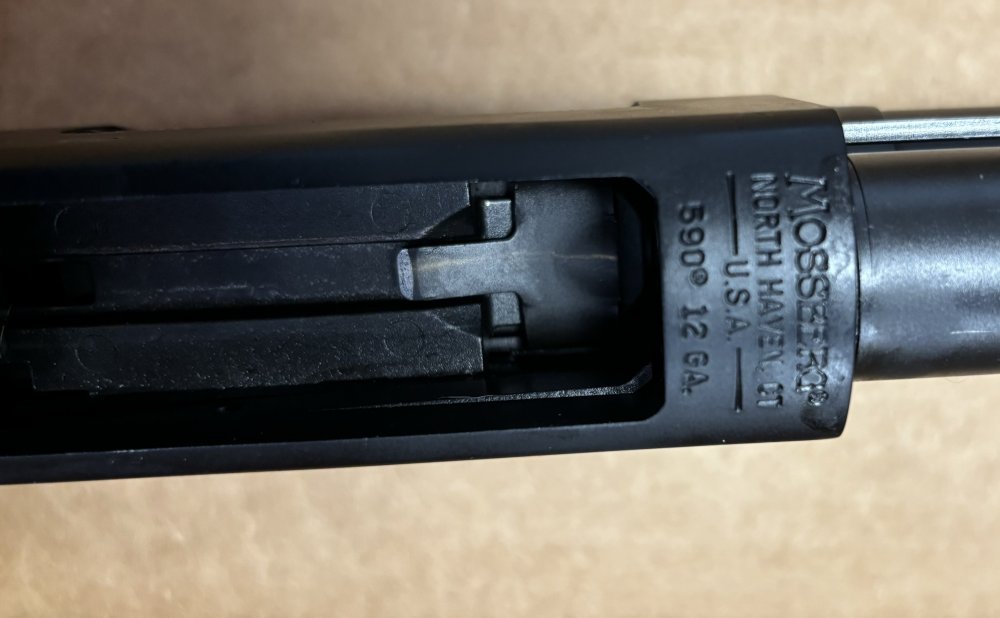 MOSSBERG®
NORTH HAVEN, CT
U.S.A.
590® 12 GA.